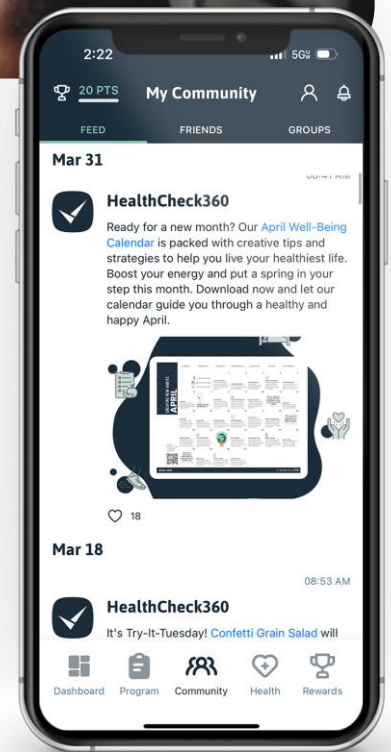 2:22
5G
20 PTS
My Community
FEED
FRIENDS
GROUPS
Mar 31
08:41 AM
HealthCheck360
Ready for a new month? Our April Well-Being
Calendar is packed with creative tips and
strategies to help you live your healthiest life.
Boost your energy and put a spring in your
step this month. Download now and let our
calendar guide you through a healthy and
happy April.
APRIL
18
Mar 18
08:53 AM
HealthCheck360
It's Try-It-Tuesday! Confetti Grain Salad will
Dashboard
Program
Community
Health
Rewards